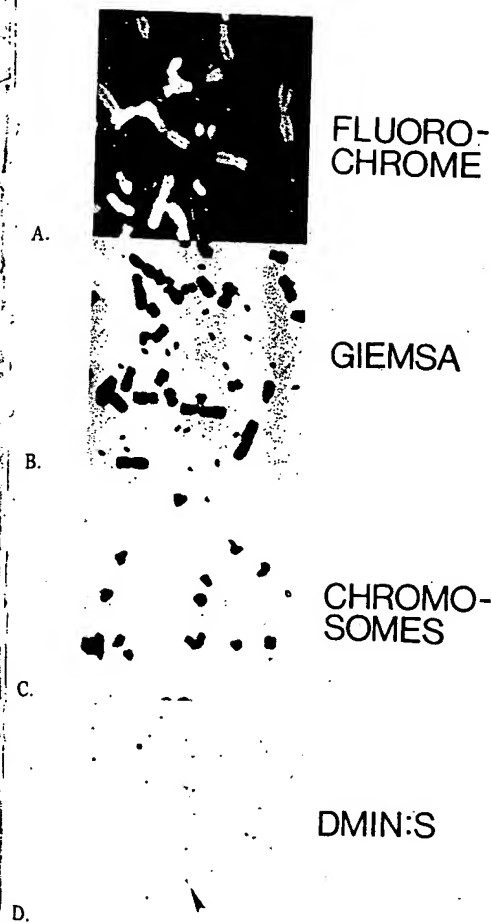 FLUORO-
CHROME
A.
GIEMSA
B.
CHROMO-
SOMES
C.
DMIN:S
D.